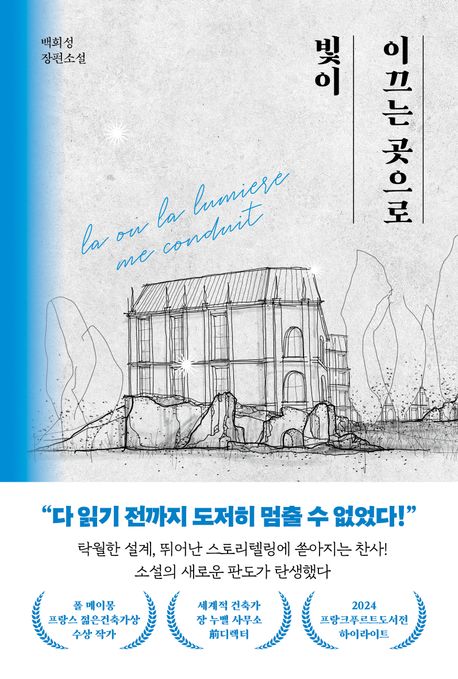 백희성
장편소설
빛이
이끄는 곳으로
la ou la lumiere
me conduit
“다 읽기 전까지 도저히 멈출 수 없었다!”
탁월한 설계, 뛰어난 스토리텔링에 쏟아지는 찬사!
소설의 새로운 판도가 탄생했다
폴 메이몽
프랑스 젊은건축가상
수상 작가
세계적 건축가
장 누벨 사무소
前디렉터
2024
프랑크푸르트도서전
하이라이트